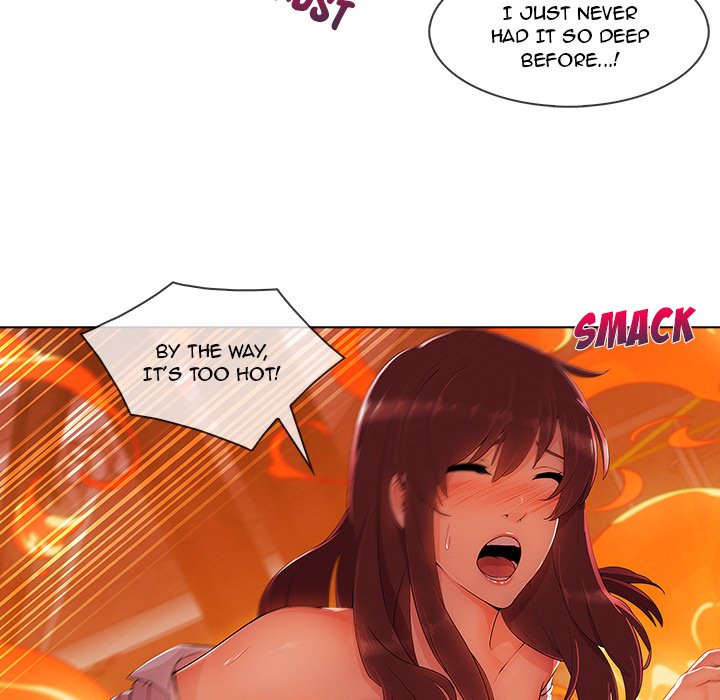 I JUST NEVER
HAD IT SO DEEP
BEFORE...!
BY THE WAY,
IT'S TOO HOT!
SMACK